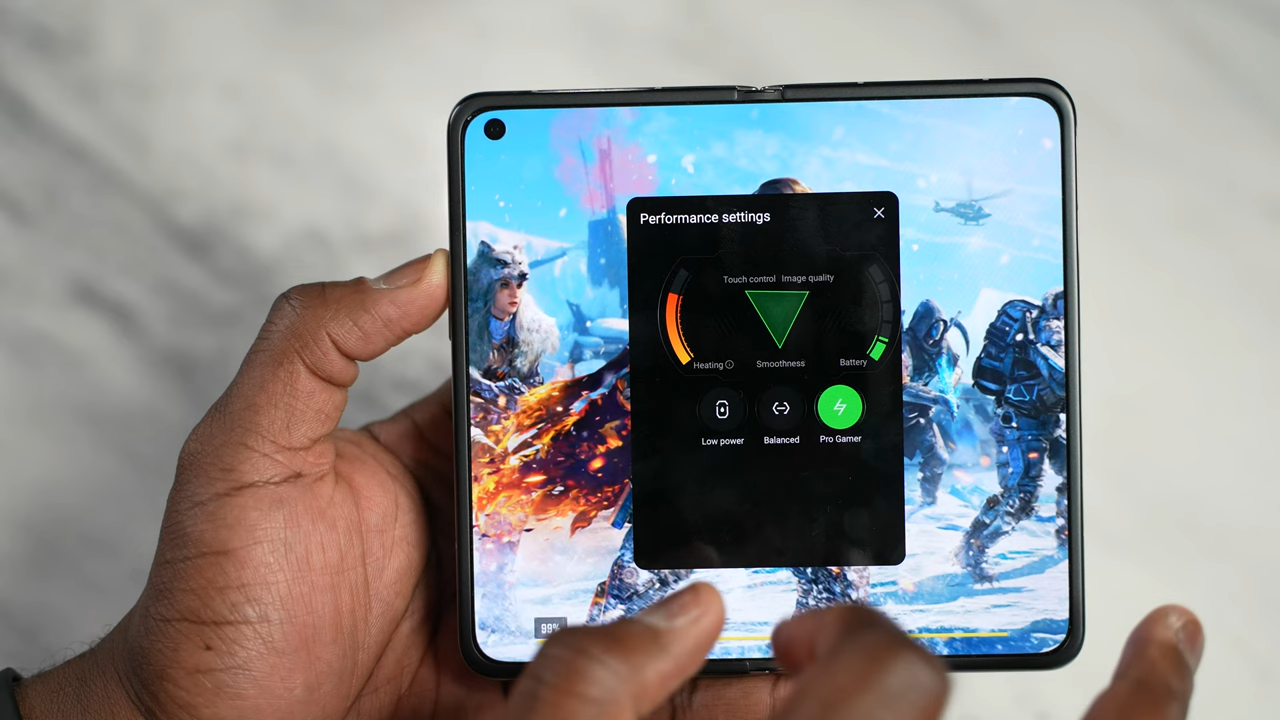 Performance settings
Touch control Image quality
Heating
Smoothness
Battery
Low power
Balanced
Pro Gamer
99%